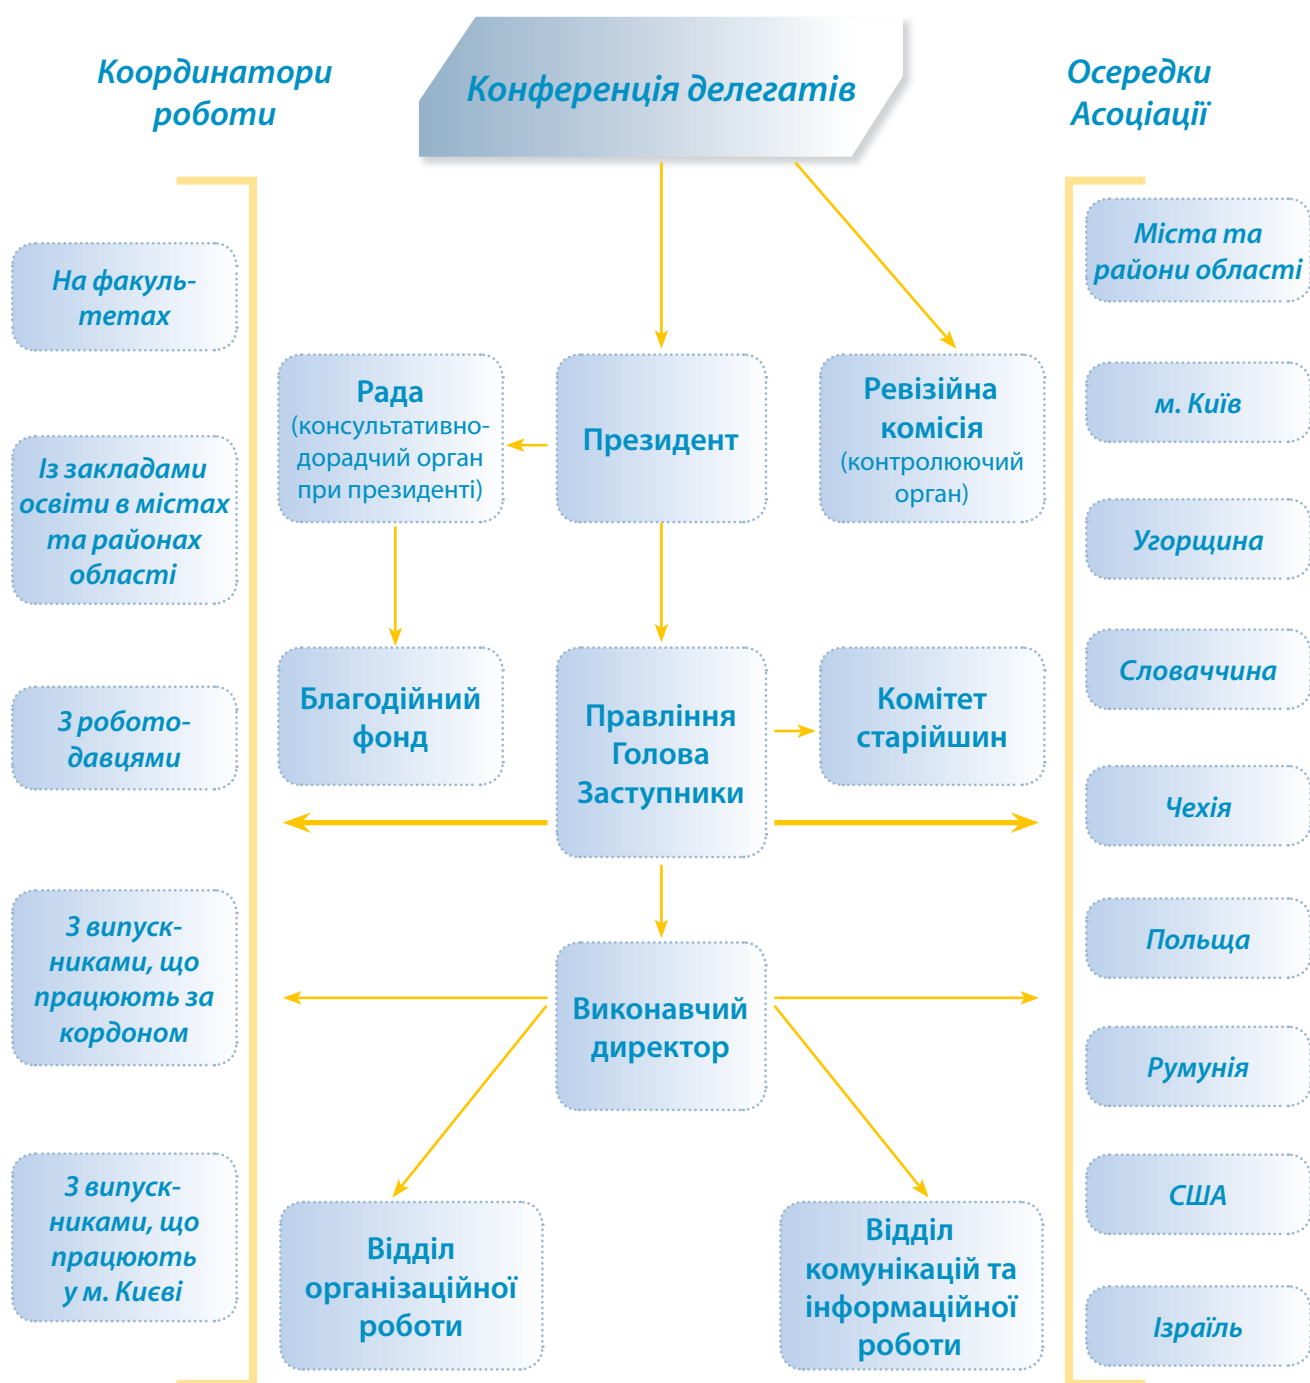 Координатори
роботи
Конференція делегатів
Осередки
Асоціації
На факуль-
тетах
Із закладами
освіти в містах
та районах
області
З робото-
давцями
З випуск-
никами, що
працюють за
кордоном
З випуск-
никами, що
працюють
у м. Києві
Рада
(консультативно-
дорадчий орган
при президенті)
Президент
Ревізійна
комісія
(контролюючий
орган)
Благодійний
фонд
Правління
Голова
Заступники
Комітет
старійшин
Виконавчий
директор
Відділ
організаційної
роботи
Відділ
комунікацій та
інформаційної
роботи
Міста та
райони області
м. Київ
Угорщина
Словаччина
Чехія
Польща
Румунія
США
Ізраїль